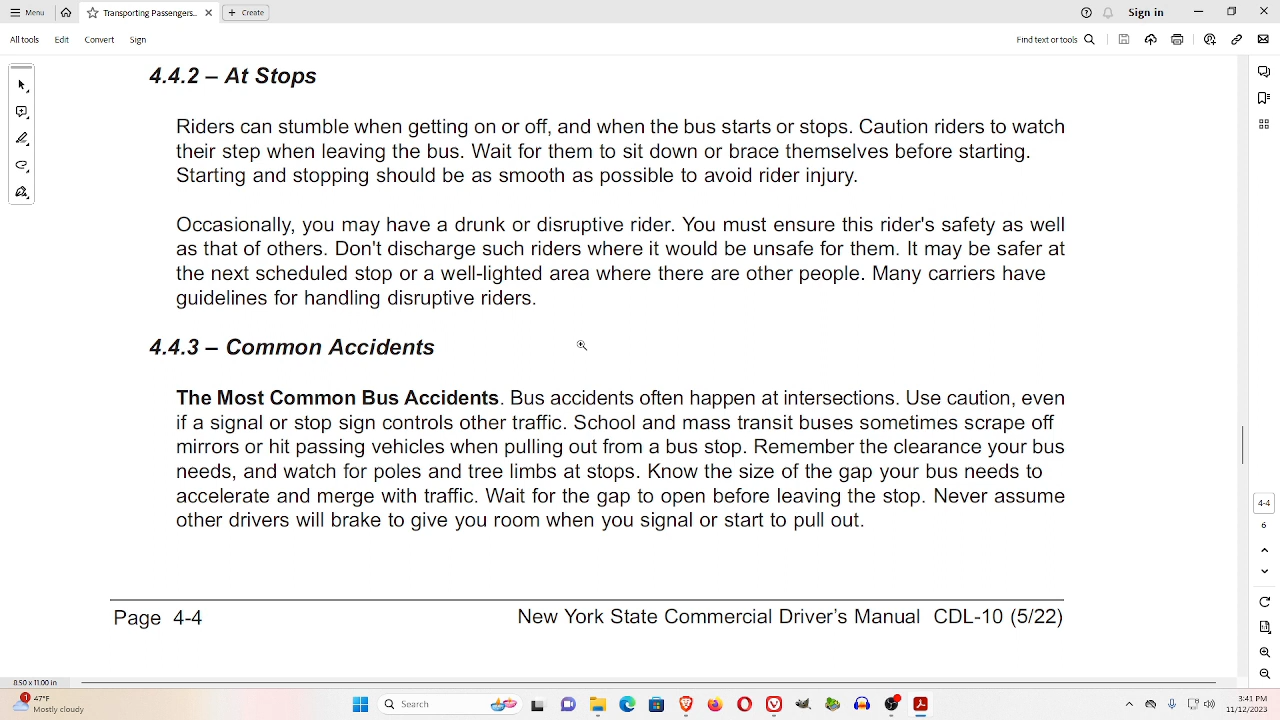 Menu
Transporting Passengers...
Create
Sign in
All tools
Edit
Convert
Sign
Find text or tools
4.4.2 – At Stops
Riders can stumble when getting on or off, and when the bus starts or stops. Caution riders to watch
their step when leaving the bus. Wait for them to sit down or brace themselves before starting.
Starting and stopping should be as smooth as possible to avoid rider injury.
Occasionally, you may have a drunk or disruptive rider. You must ensure this rider's safety as well
as that of others. Don't discharge such riders where it would be unsafe for them. It may be safer at
the next scheduled stop or a well-lighted area where there are other people. Many carriers have
guidelines for handling disruptive riders.
4.4.3 – Common Accidents
The Most Common Bus Accidents. Bus accidents often happen at intersections. Use caution, even
if a signal or stop sign controls other traffic. School and mass transit buses sometimes scrape off
mirrors or hit passing vehicles when pulling out from a bus stop. Remember the clearance your bus
needs, and watch for poles and tree limbs at stops. Know the size of the gap your bus needs to
accelerate and merge with traffic. Wait for the gap to open before leaving the stop. Never assume
other drivers will brake to give you room when you signal or start to pull out.
4-4
6
Page 4-4
New York State Commercial Driver's Manual CDL-10 (5/22)
8.50 x 11.00 in
1
47°F
Mostly cloudy
Search
3:41 PM
11/12/2023